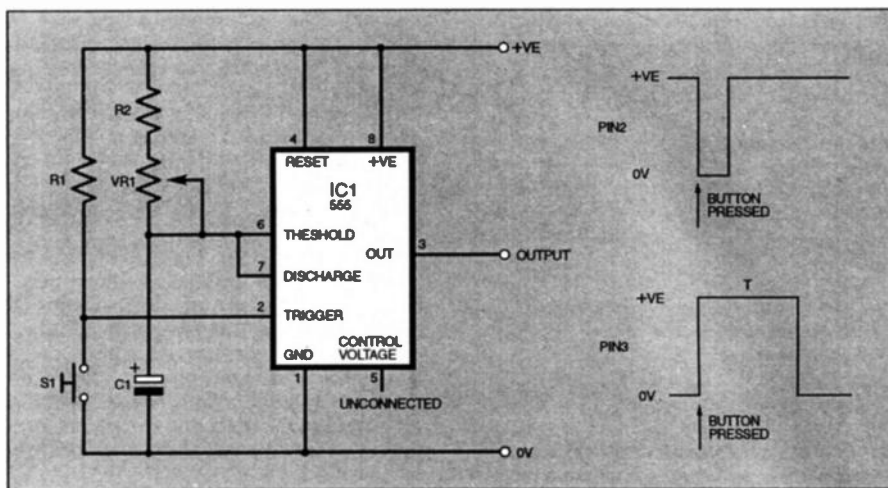 +VE
R2
4
8
RESET
+VE
R1
VR1
IC1
555
6
THESHOLD
OUT
3
OUTPUT
7
DISCHARGE
2
TRIGGER
CONTROL
GND
VOLTAGE
S1
+
C1
1
5
UNCONNECTED
0V
+VE
PIN2
0V
BUTTON
PRESSED
T
+VE
PIN3
0V
BUTTON
PRESSED